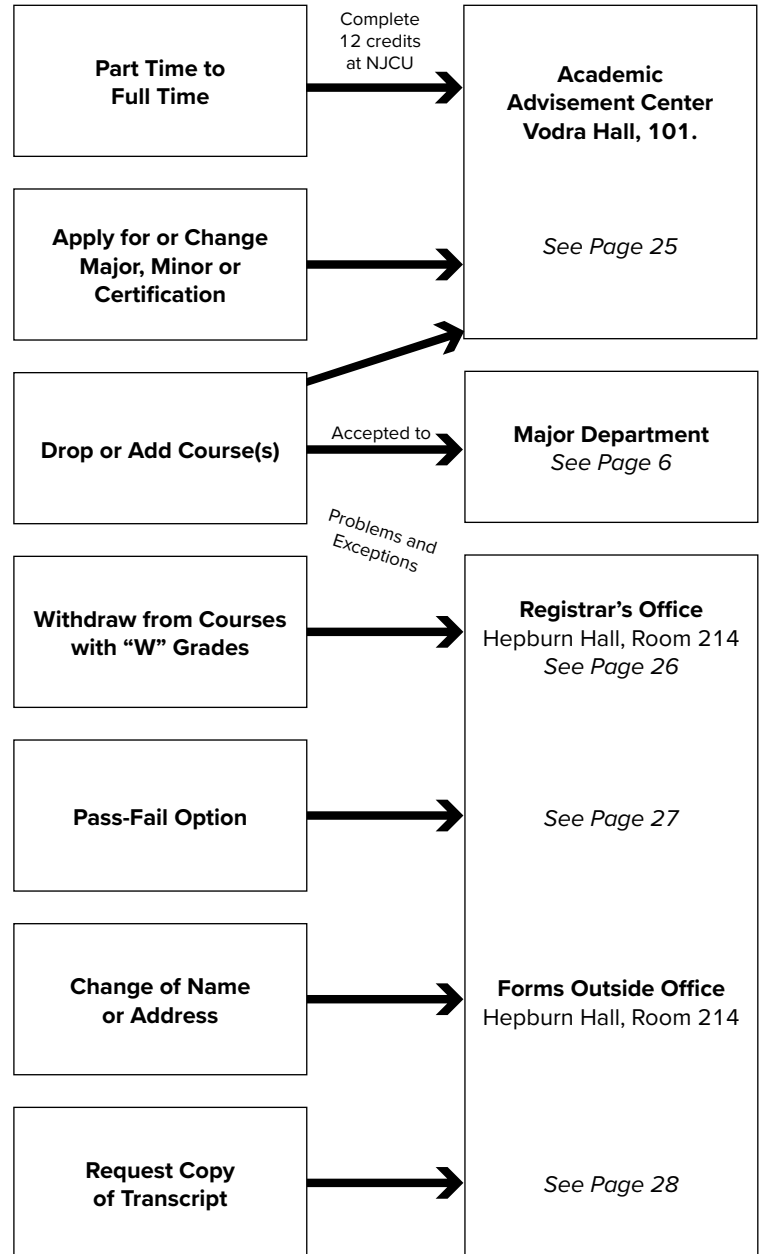 Part Time to
Full Time
Complete
12 credits
at NJCU
Academic
Advisement Center
Vodra Hall, 101.
Apply for or Change
Major, Minor or
Certification
See Page 25
Drop or Add Course(s)
Accepted to
Major Department
See Page 6
Problems and
Exceptions
Withdraw from Courses
with “W” Grades
Registrar’s Office
Hepburn Hall, Room 214
See Page 26
Pass-Fail Option
See Page 27
Change of Name
or Address
Forms Outside Office
Hepburn Hall, Room 214
Request Copy
of Transcript
See Page 28